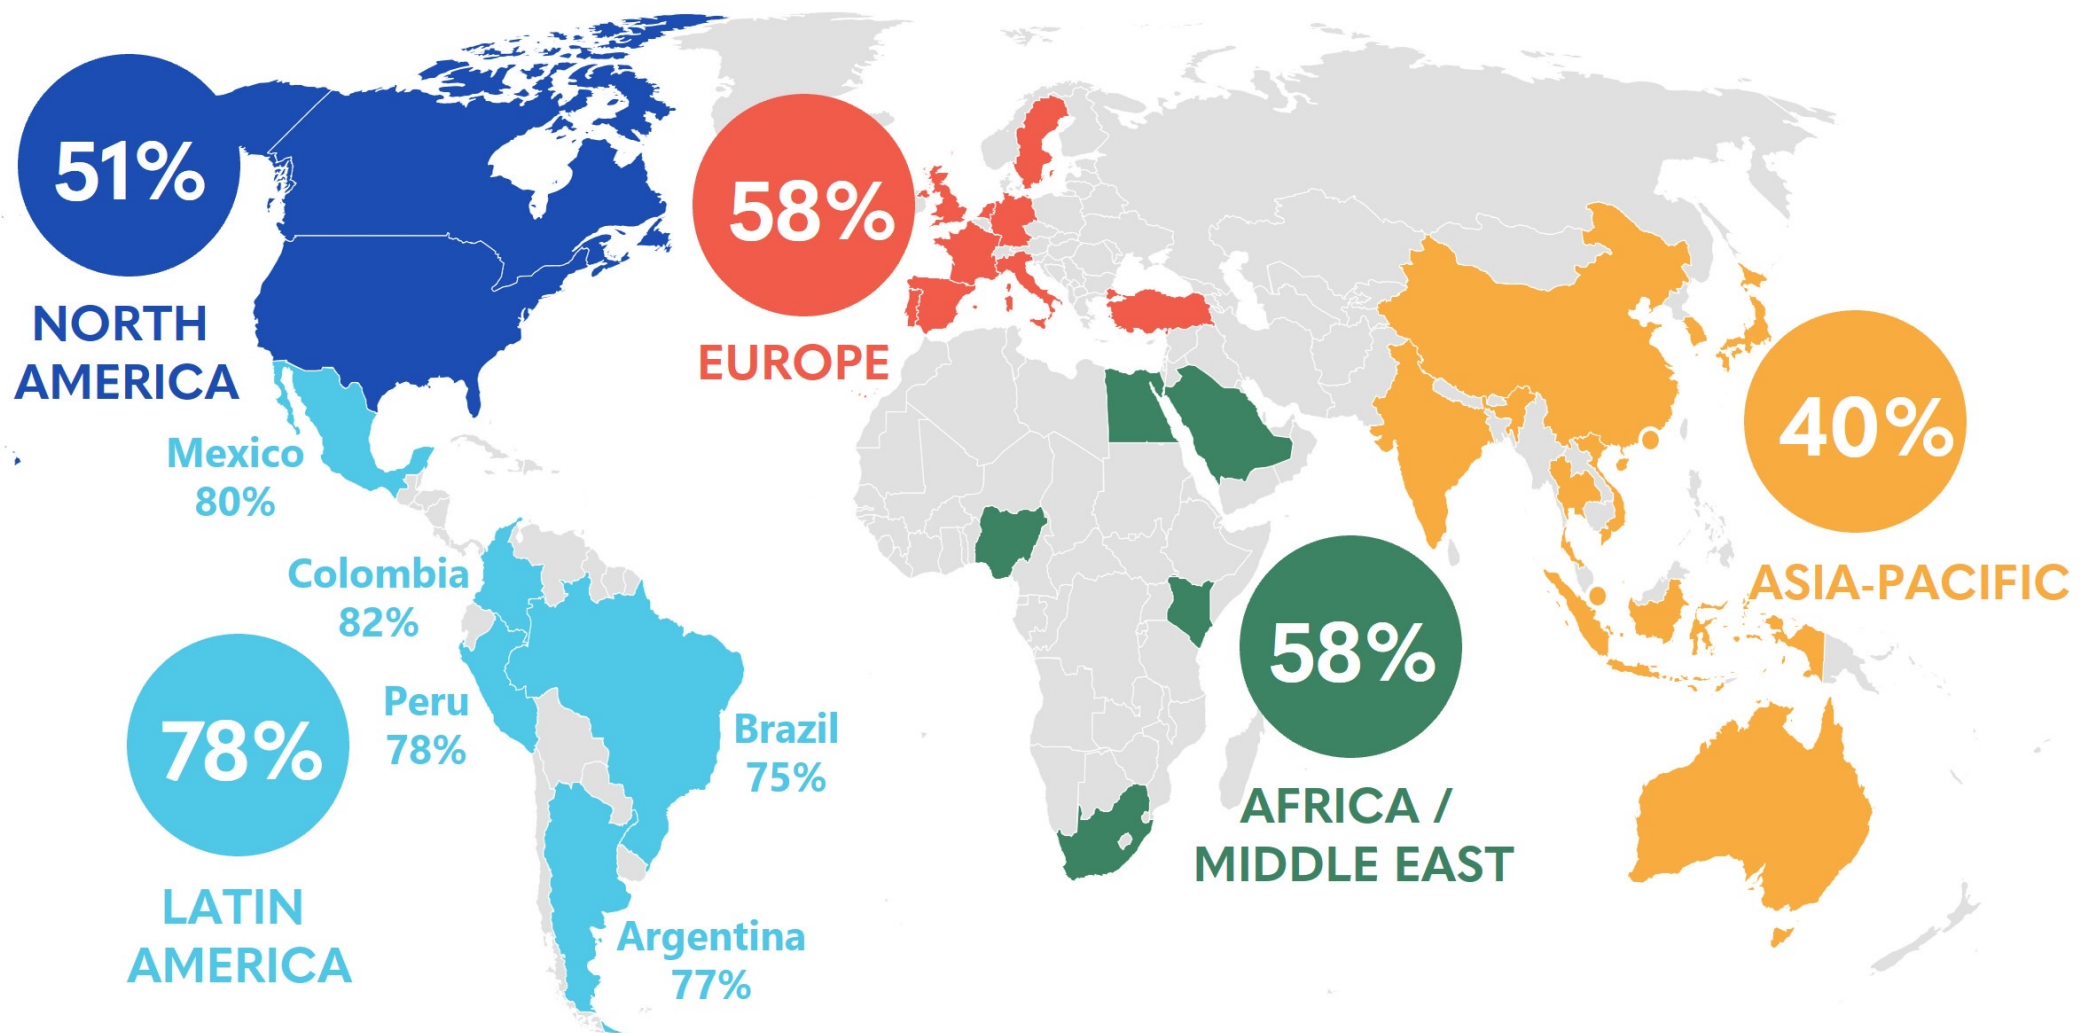 51%
NORTH
AMERICA
58%
EUROPE
40%
ASIA-PACIFIC
Mexico
80%
Colombia
82%
Peru
78%
Brazil
75%
Argentina
77%
78%
LATIN
AMERICA
58%
AFRICA /
MIDDLE EAST